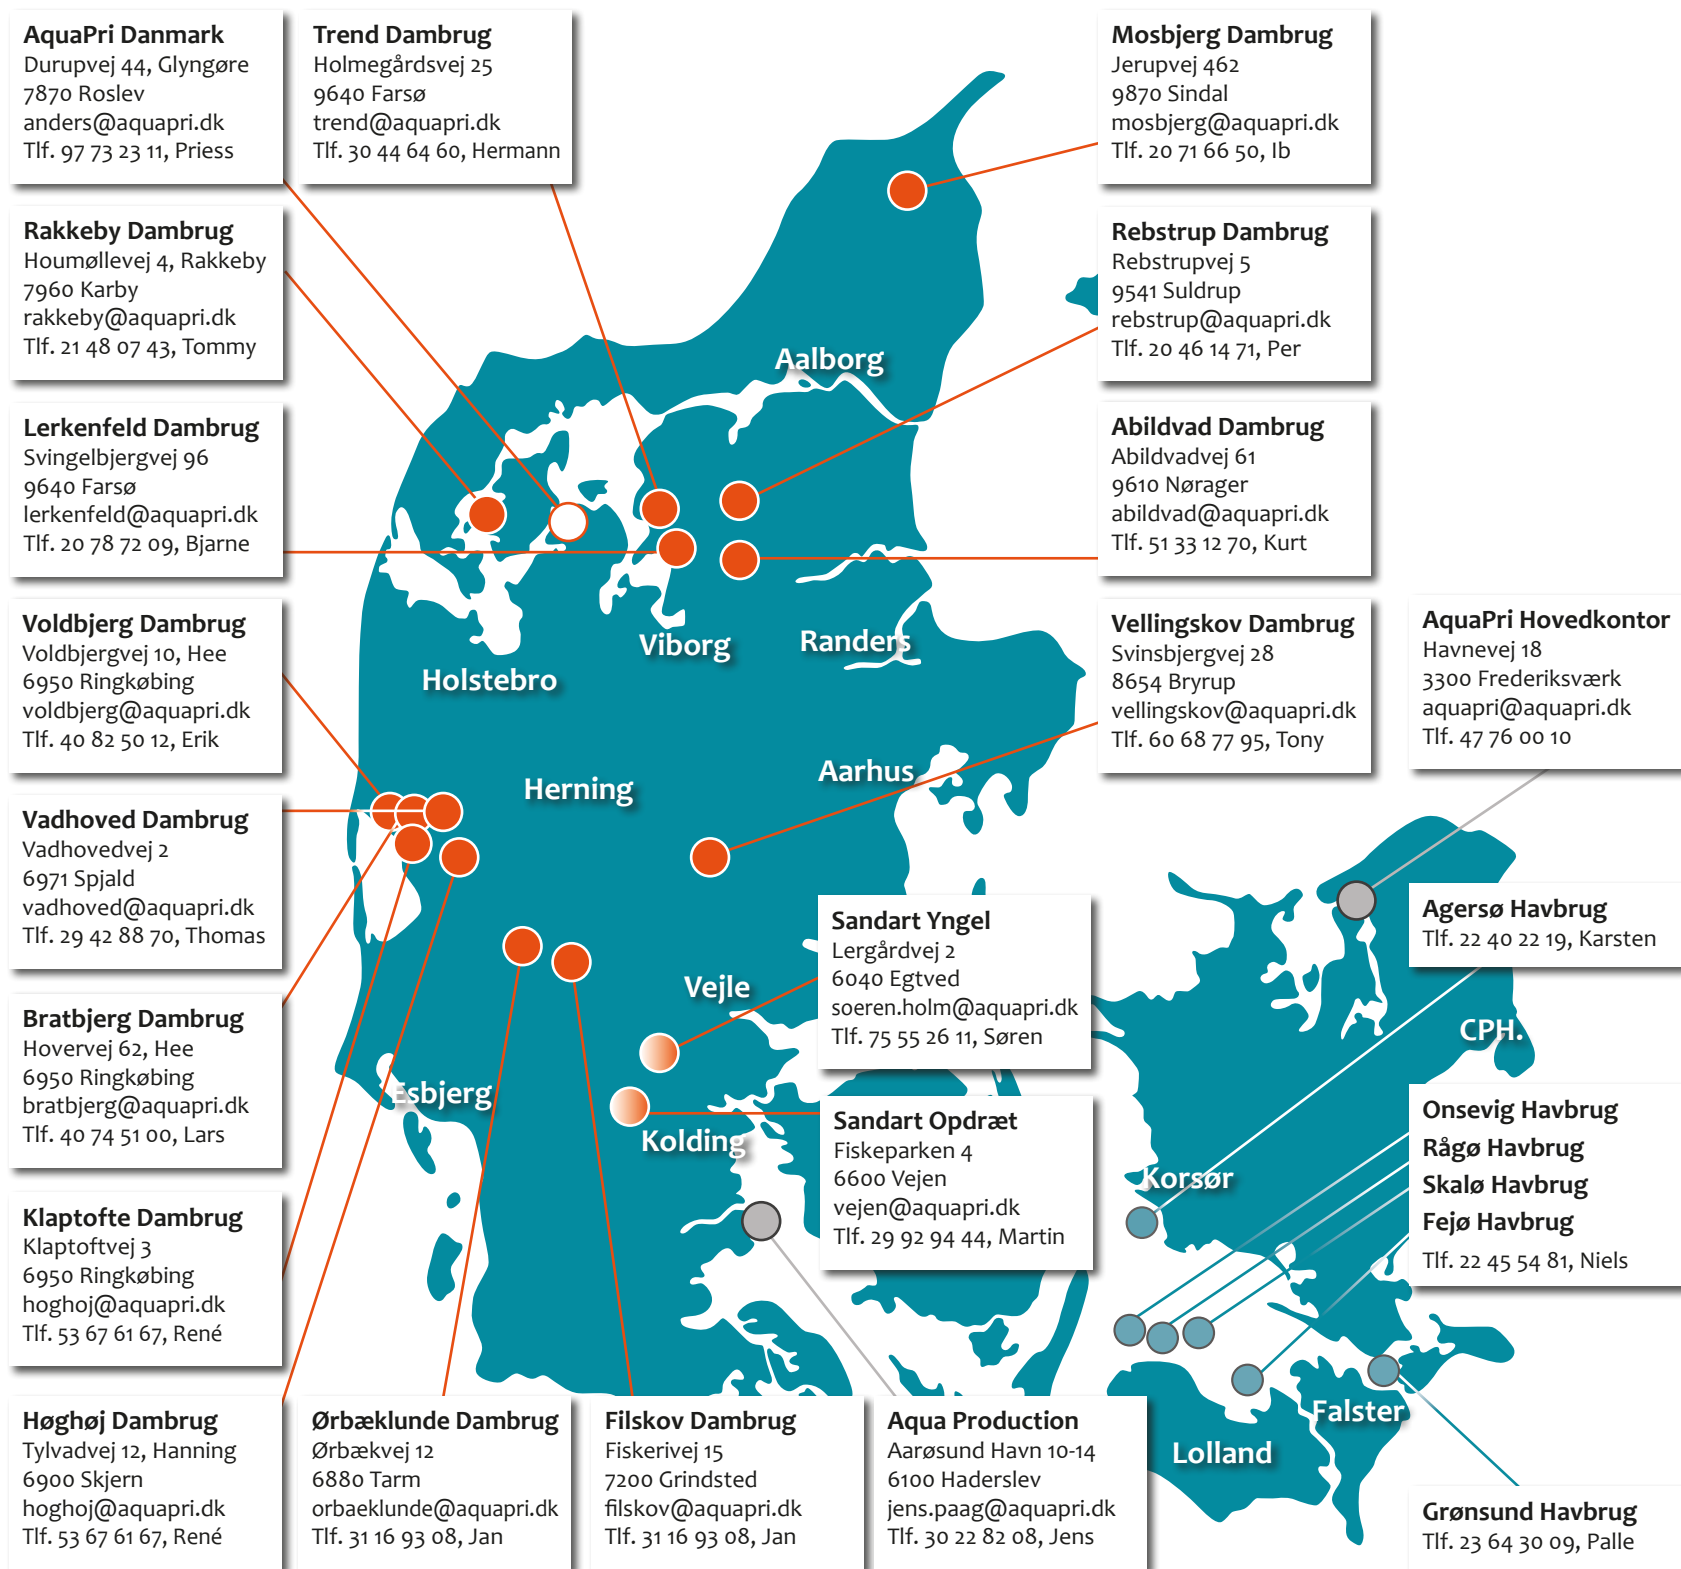 AquaPri Danmark
Durupvej 44, Glyngøre
7870 Roslev
anders@aquapri.dk
Tlf. 97 73 23 11, Priess
Trend Dambrug
Holmegårdsvej 25
9640 Farsø
trend@aquapri.dk
Tlf. 30 44 64 60, Hermann
Mosbjerg Dambrug
Jerupvej 462
9870 Sindal
mosbjerg@aquapri.dk
Tlf. 20 71 66 50, Ib
Rakkeby Dambrug
Houmøllevej 4, Rakkeby
7960 Karby
rakkeby@aquapri.dk
Tlf. 21 48 07 43, Tommy
Rebstrup Dambrug
Rebstrupvej 5
9541 Suldrup
rebstrup@aquapri.dk
Tlf. 20 46 14 71, Per
Aalborg
Lerkenfeld Dambrug
Svingelbjergvej 96
9640 Farsø
lerkenfeld@aquapri.dk
Tlf. 20 78 72 09, Bjarne
Abildvad Dambrug
Abildvadvej 61
9610 Nørager
abildvad@aquapri.dk
Tlf. 51 33 12 70, Kurt
Voldbjerg Dambrug
Voldbjergvej 10, Hee
6950 Ringkøbing
voldbjerg@aquapri.dk
Tlf. 40 82 50 12, Erik
Viborg
Randers
Holstebro
Vellingskov Dambrug
Svinsbjergvej 28
8654 Bryrup
vellingskov@aquapri.dk
Tlf. 60 68 77 95, Tony
AquaPri Hovedkontor
Havnevej 18
3300 Frederiksværk
aquapri@aquapri.dk
Tlf. 47 76 00 10
Herning
Aarhus
Vadhoved Dambrug
Vadhovedvej 2
6971 Spjald
vadhoved@aquapri.dk
Tlf. 29 42 88 70, Thomas
Sandart Yngel
Lergårdvej 2
6040 Egtved
soeren.holm@aquapri.dk
Tlf. 75 55 26 11, Søren
Agersø Havbrug
Tlf. 22 40 22 19, Karsten
Vejle
CPH.
Bratbjerg Dambrug
Hovervej 62, Hee
6950 Ringkøbing
bratbjerg@aquapri.dk
Tlf. 40 74 51 00, Lars
Esbjerg
Kolding
Sandart Opdræt
Fiskeparken 4
6600 Vejen
vejen@aquapri.dk
Tlf. 29 92 94 44, Martin
Korsør
Onsevig Havbrug
Rågø Havbrug
Skalø Havbrug
Fejø Havbrug
Tlf. 22 45 54 81, Niels
Klaptofte Dambrug
Klaptoftvej 3
6950 Ringkøbing
hoghoj@aquapri.dk
Tlf. 53 67 61 67, René
Falster
Lolland
Høghøj Dambrug
Tylvadvej 12, Hanning
6900 Skjern
hoghoj@aquapri.dk
Tlf. 53 67 61 67, René
Ørbæklunde Dambrug
Ørbækvej 12
6880 Tarm
orbaeklunde@aquapri.dk
Tlf. 31 16 93 08, Jan
Filskov Dambrug
Fiskerivej 15
7200 Grindsted
filskov@aquapri.dk
Tlf. 31 16 93 08, Jan
Aqua Production
Aarøsund Havn 10-14
6100 Haderslev
jens.paag@aquapri.dk
Tlf. 30 22 82 08, Jens
Grønsund Havbrug
Tlf. 23 64 30 09, Palle